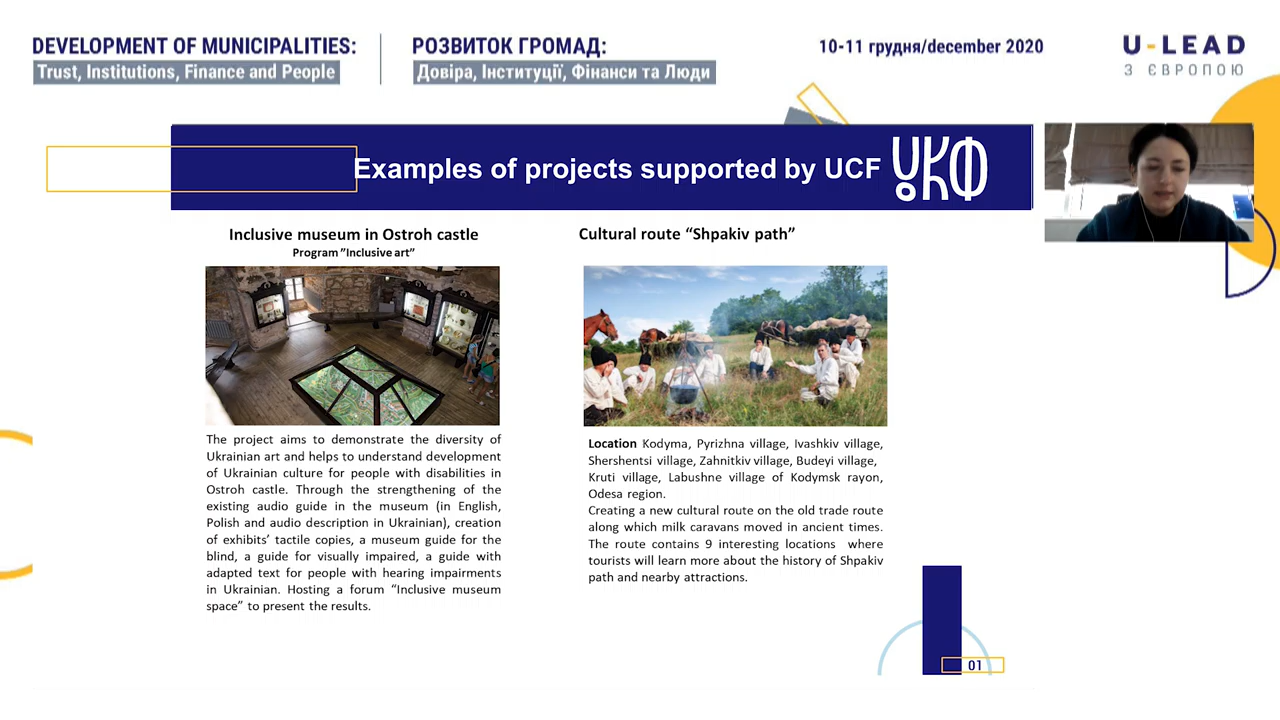 DEVELOPMENT OF MUNICIPALITIES:
Trust, Institutions, Finance and People
РОЗВИТОК ГРОМАД:
Довіра, Інституції, Фінанси та Люди
10-11 грудня/december 2020
U-LEAD
З ЄВРОПОЮ
Examples of projects supported by UCF
УКФ
Inclusive museum in Ostroh castle
Program ”Inclusive art”
The project aims to demonstrate the diversity of
Ukrainian art and helps to understand development
of Ukrainian culture for people with disabilities in
Ostroh castle. Through the strengthening of the
existing audio guide in the museum (in English,
Polish and audio description in Ukrainian), creation
of exhibits’ tactile copies, a museum guide for the
blind, a guide for visually impaired, a guide with
adapted text for people with hearing impairments
in Ukrainian. Hosting a forum “Inclusive museum
space” to present the results.
Cultural route “Shpakiv path”
Location Kodyma, Pyrizhna village, Ivashkiv village,
Shershentsi village, Zahnitkiv village, Budeyi village,
Kruti village, Labushne village of Kodymsk rayon,
Odesa region.
Creating a new cultural route on the old trade route
along which milk caravans moved in ancient times.
The route contains 9 interesting locations where
tourists will learn more about the history of Shpakiv
path and nearby attractions.
01